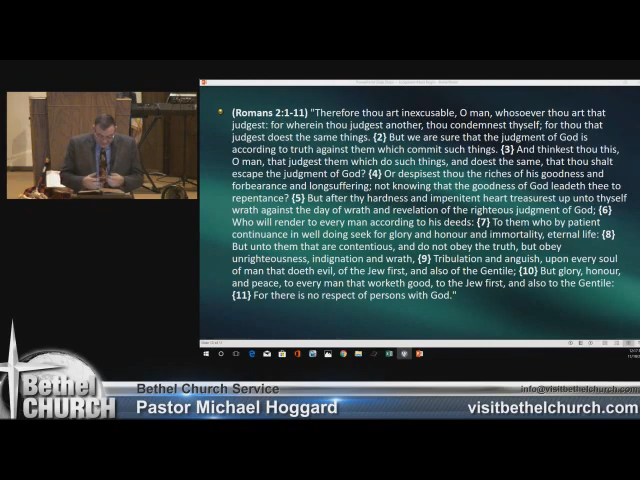 (Romans 2:1-11) "Therefore thou art inexcusable, O man, whosoever thou art that
judgest: for wherein thou judgest another, thou condemnest thyself; for thou that
judgest doest the same things. {2} But we are sure that the judgment of God is
according to truth against them which commit such things. {3} And thinkest thou this,
O man, that judgest them which do such things, and doest the same, that thou shalt
escape the judgment of God? {4} Or despisest thou the riches of his goodness and
forbearance and longsuffering; not knowing that the goodness of God leadeth thee to
repentance? {5} But after thy hardness and impenitent heart treasurest up unto thyself
wrath against the day of wrath and revelation of the righteous judgment of God; {6}
Who will render to every man according to his deeds: {7} To them who by patient
continuance in well doing seek for glory and honour and immortality, eternal life: {8}
But unto them that are contentious, and do not obey the truth, but obey
unrighteousness, indignation and wrath, {9} Tribulation and anguish, upon every soul
of man that doeth evil, of the Jew first, and also of the Gentile; {10} But glory, honour,
and peace, to every man that worketh good, to the Jew first, and also to the Gentile:
{11} For there is no respect of persons with God."
Bethel
CHURCH
Bethel Church Service
info@visitbethelchurch.com
Pastor Michael Hoggard
visitbethelchurch.com